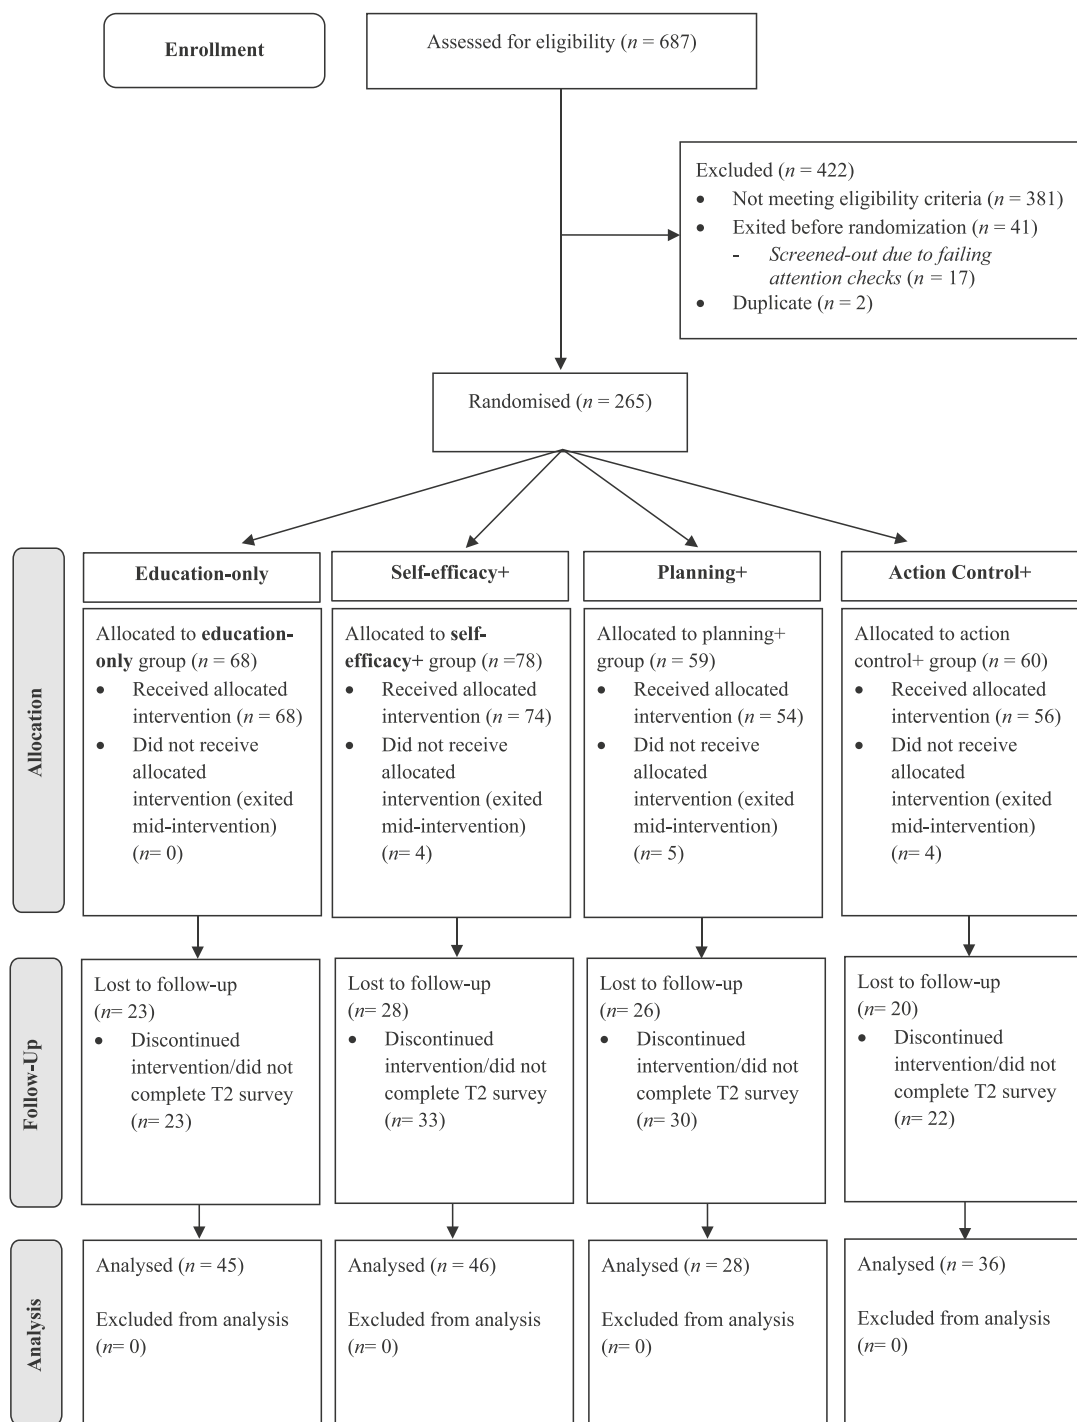 Enrollment
Assessed for eligibility (n = 687)
Excluded (n = 422)
• Not meeting eligibility criteria (n = 381)
• Exited before randomization (n = 41)
- Screened-out due to failing
attention checks (n = 17)
• Duplicate (n = 2)
Randomised (n = 265)
Allocation
Education-only
Allocated to education-
only group (n = 68)
• Received allocated
intervention (n = 68)
• Did not receive
allocated
intervention (exited
mid-intervention)
(n= 0)
Self-efficacy+
Allocated to self-
efficacy+ group (n =78)
• Received allocated
intervention (n = 74)
• Did not receive
allocated
intervention (exited
mid-intervention)
(n= 4)
Planning+
Allocated to planning+
group (n = 59)
• Received allocated
intervention (n = 54)
• Did not receive
allocated
intervention (exited
mid-intervention)
(n= 5)
Action Control+
Allocated to action
control+ group (n = 60)
• Received allocated
intervention (n = 56)
• Did not receive
allocated
intervention (exited
mid-intervention)
(n= 4)
Follow-Up
Lost to follow-up
(n= 23)
• Discontinued
intervention/did not
complete T2 survey
(n= 23)
Lost to follow-up
(n= 28)
• Discontinued
intervention/did not
complete T2 survey
(n= 33)
Lost to follow-up
(n= 26)
• Discontinued
intervention/did not
complete T2 survey
(n= 30)
Lost to follow-up
(n= 20)
• Discontinued
intervention/did not
complete T2 survey
(n= 22)
Analysis
Analysed (n = 45)
Excluded from analysis
(n= 0)
Analysed (n = 46)
Excluded from analysis
(n= 0)
Analysed (n = 28)
Excluded from analysis
(n= 0)
Analysed (n = 36)
Excluded from analysis
(n= 0)